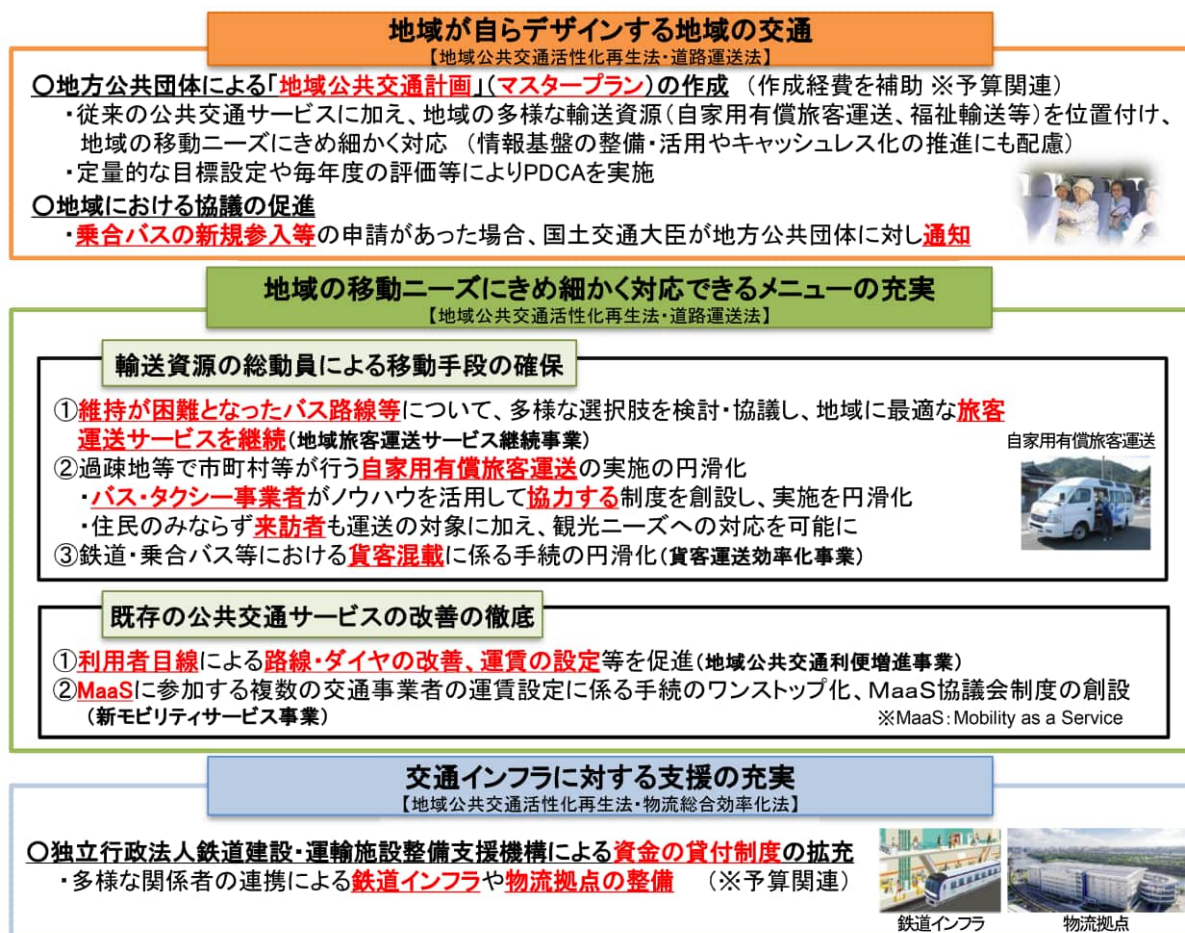 地域が自らデザインする地域の交通
【地域公共交通活性化再生法・道路運送法】
〇地方公共団体による「地域公共交通計画」(マスタープラン)の作成 (作成経費を補助 ※予算関連)
・従来の公共交通サービスに加え、地域の多様な輸送資源(自家用有償旅客運送、福祉輸送等)を位置付け、
地域の移動ニーズにきめ細かく対応 (情報基盤の整備・活用やキャッシュレス化の推進にも配慮)
・定量的な目標設定や毎年度の評価等によりPDCAを実施
〇地域における協議の促進
・乗合バスの新規参入等の申請があった場合、国土交通大臣が地方公共団体に対し通知
地域の移動ニーズにきめ細かく対応できるメニューの充実
【地域公共交通活性化再生法・道路運送法】
輸送資源の総動員による移動手段の確保
①維持が困難となったバス路線等について、多様な選択肢を検討・協議し、地域に最適な旅客
運送サービスを継続(地域旅客運送サービス継続事業)
自家用有償旅客運送
②過疎地等で市町村等が行う自家用有償旅客運送の実施の円滑化
・バス・タクシー事業者がノウハウを活用して協力する制度を創設し、実施を円滑化
・住民のみならず来訪者も運送の対象に加え、観光ニーズへの対応を可能に
③鉄道・乗合バス等における貨客混載に係る手続の円滑化(貨客運送効率化事業)
既存の公共交通サービスの改善の徹底
①利用者目線による路線・ダイヤの改善、運賃の設定等を促進(地域公共交通利便増進事業)
②MaaSに参加する複数の交通事業者の運賃設定に係る手続のワンストップ化、MaaS協議会制度の創設
(新モビリティサービス事業)
※MaaS:Mobility as a Service
交通インフラに対する支援の充実
【地域公共交通活性化再生法・物流総合効率化法】
〇独立行政法人鉄道建設・運輸施設整備支援機構による資金の貸付制度の拡充
・多様な関係者の連携による鉄道インフラや物流拠点の整備 (※予算関連)
鉄道インフラ
物流拠点